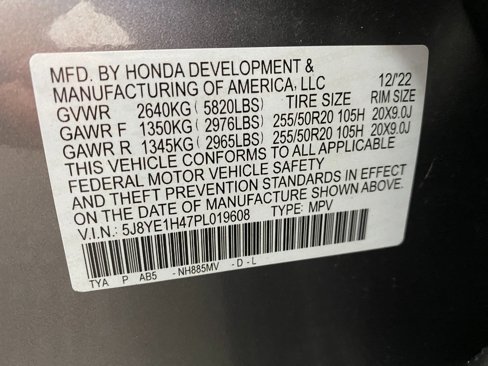 MFD. BY HONDA DEVELOPMENT &
MANUFACTURING OF AMERICA, LLC 12/'22
GVWR 2640KG ( 5820LBS) TIRE SIZE RIM SIZE
GAWR F 1350KG ( 2976LBS) 255/50R20 105H 20X9.0J
GAWR R 1345KG ( 2965LBS) 255/50R20 105H 20X9.0J
THIS VEHICLE CONFORMS TO ALL APPLICABLE
FEDERAL MOTOR VEHICLE SAFETY
AND THEFT PREVENTION STANDARDS IN EFFECT
ON THE DATE OF MANUFACTURE SHOWN ABOVE.
V.I.N.: 5J8YE1H47PL019608 TYPE: MPV
TYA P AB5 -NH885MV -D-L